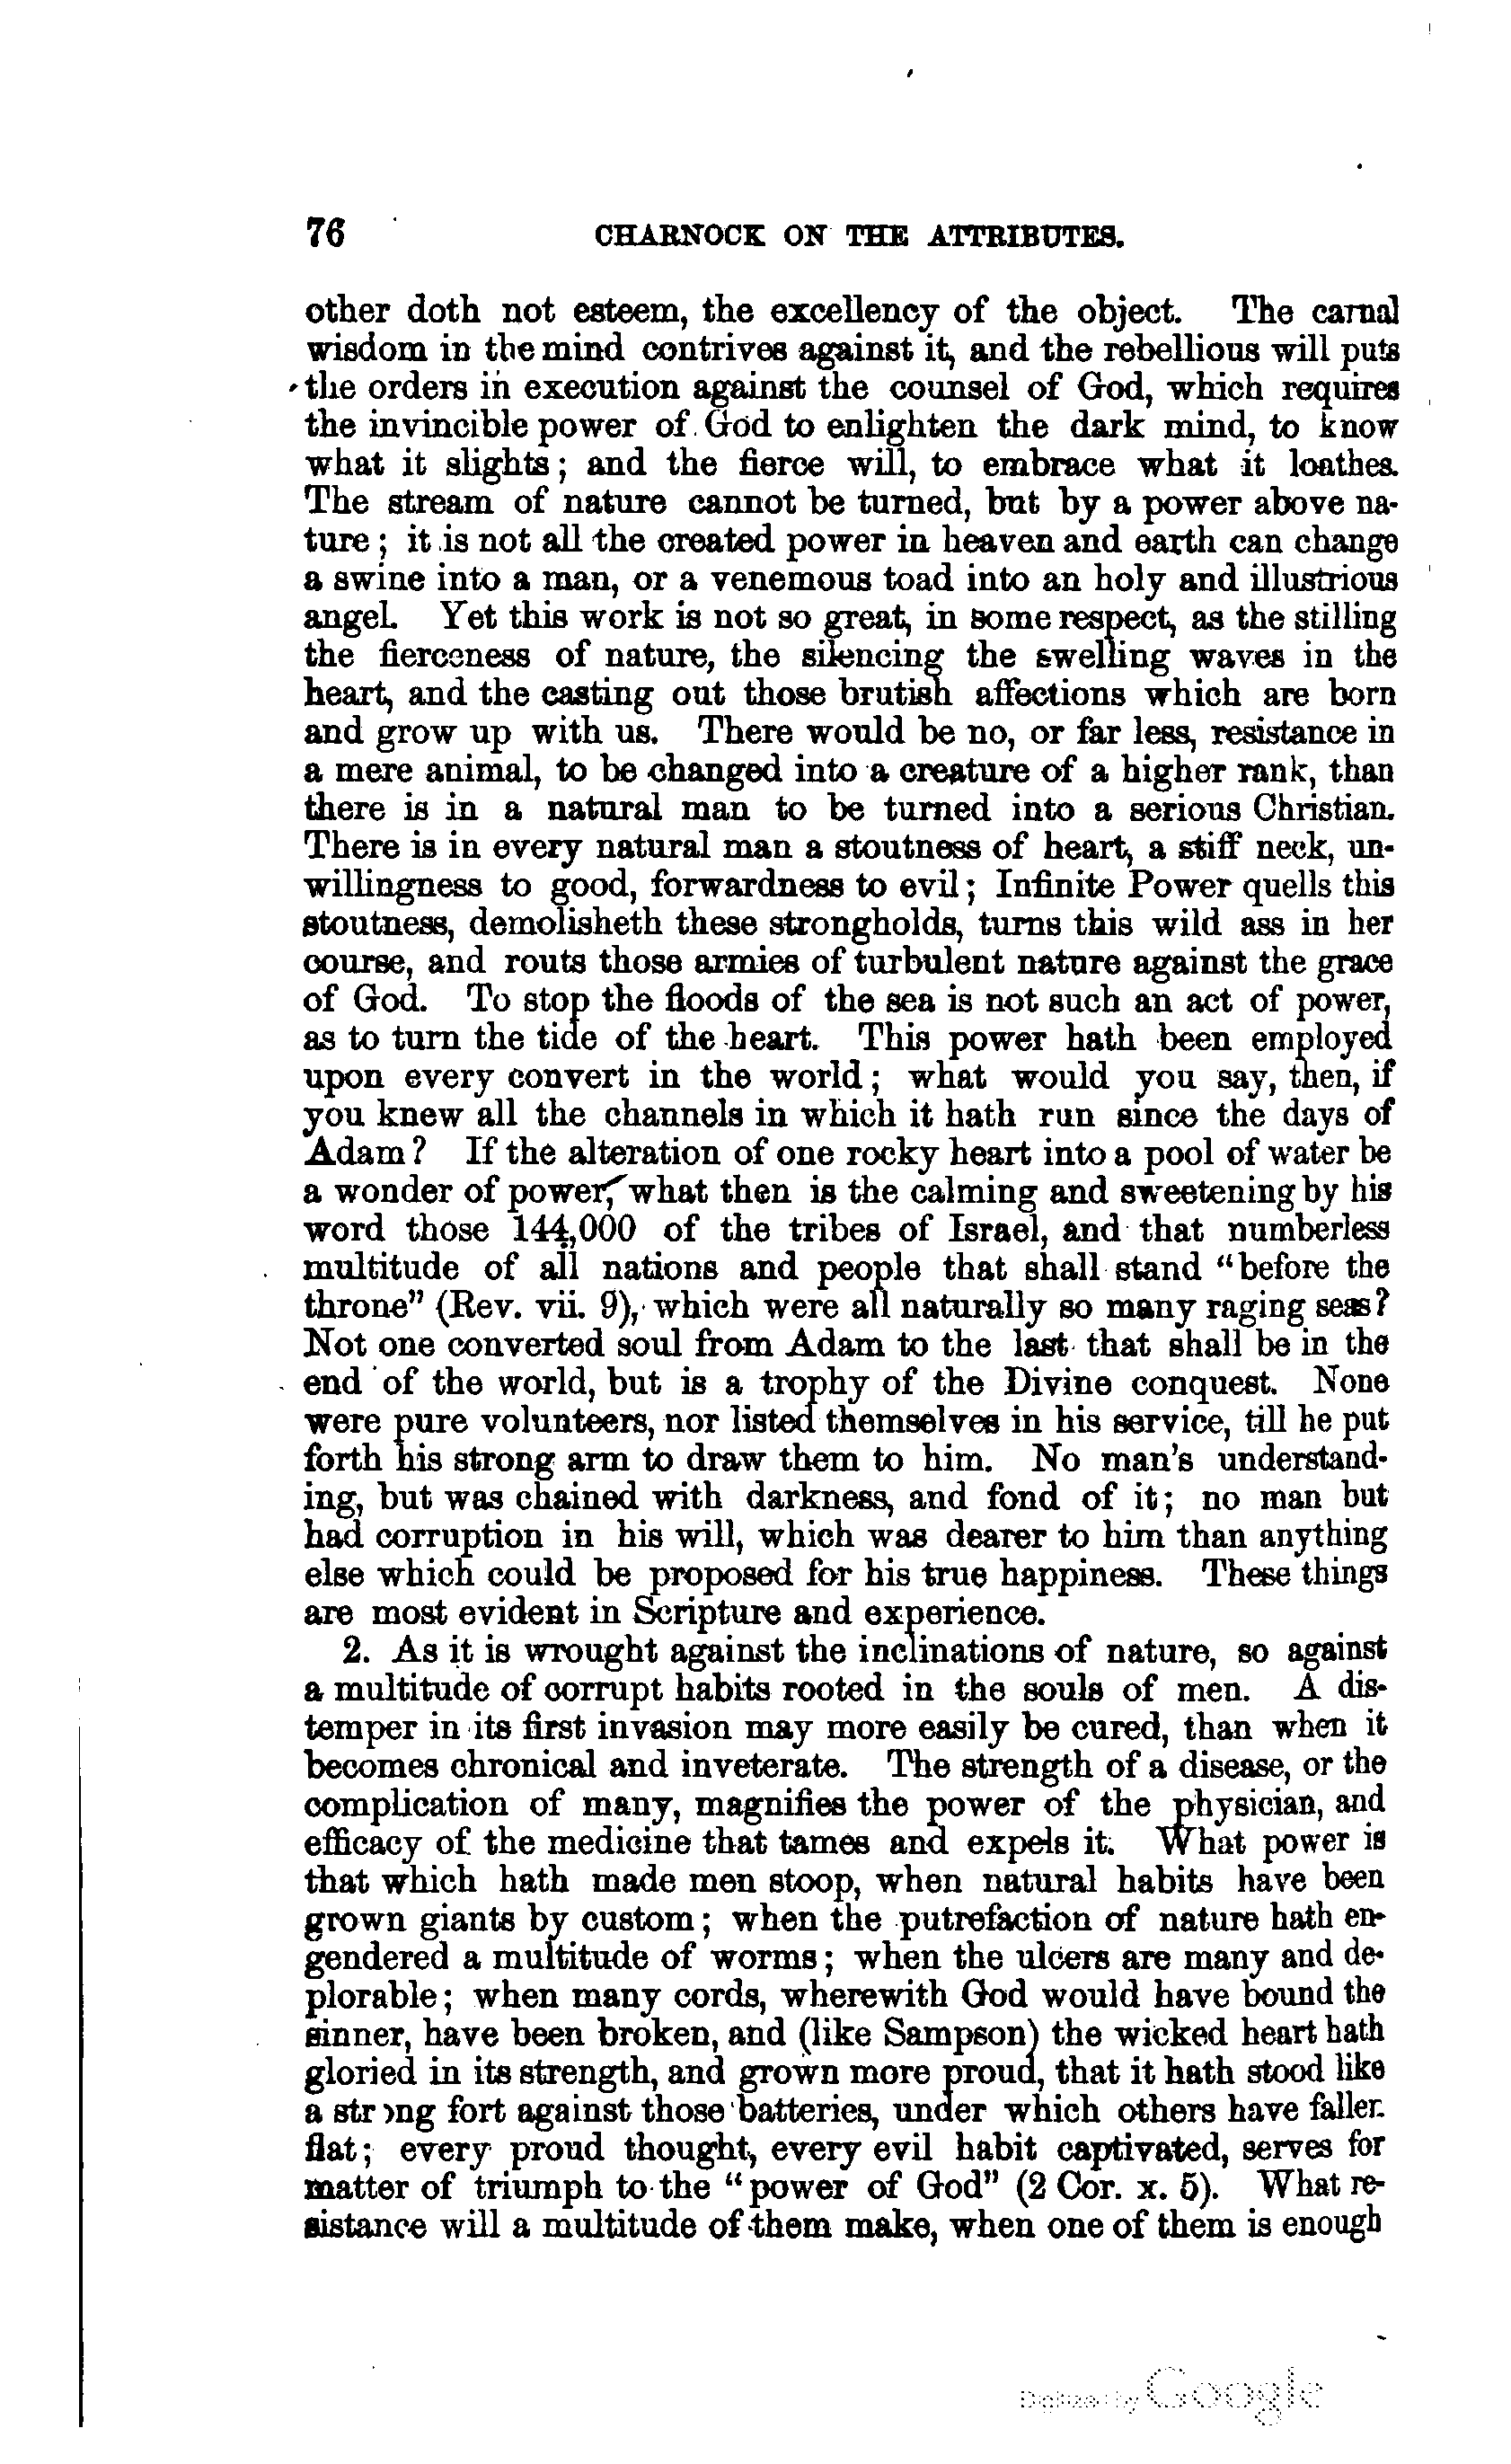 76 CHARNOCK ON THE ATTRIBUTES.
other doth not esteem, the excellency of the object. The carnal
wisdom in the mind contrives against it, and the rebellious will puts
the orders in execution against the counsel of God, which requires
the invincible power of God to enlighten the dark mind, to know
what it slights; and the fierce will, to embrace what it loathes.
The stream of nature cannot be turned, but by a power above na-
ture; it is not all the created power in heaven and earth can change
a swine into a man, or a venemous toad into an holy and illustrious
angel. Yet this work is not so great, in some respect, as the stilling
the fierceness of nature, the silencing the swelling waves in the
heart, and the casting out those brutish affections which are born
and grow up with us. There would be no, or far less, resistance in
a mere animal, to be changed into a creature of a higher rank, than
there is in a natural man to be turned into a serious Christian.
There is in every natural man a stoutness of heart, a stiff neck, un-
willingness to good, forwardness to evil; Infinite Power quells this
stoutness, demolisheth these strongholds, turns this wild ass in her
course, and routs those armies of turbulent nature against the grace
of God. To stop the floods of the sea is not such an act of power,
as to turn the tide of the heart. This power hath been employed
upon every convert in the world; what would you say, then, if
you knew all the channels in which it hath run since the days of
Adam? If the alteration of one rocky heart into a pool of water be
a wonder of power, what then is the calming and sweetening by his
word those 144,000 of the tribes of Israel, and that numberless
multitude of all nations and people that shall stand "before the
throne" (Rev. vii. 9), which were all naturally so many raging seas?
Not one converted soul from Adam to the last that shall be in the
end of the world, but is a trophy of the Divine conquest. None
were pure volunteers, nor listed themselves in his service, till he put
forth his strong arm to draw them to him. No man's understand-
ing, but was chained with darkness, and fond of it; no man but
had corruption in his will, which was dearer to him than anything
else which could be proposed for his true happiness. These things
are most evident in Scripture and experience.
2. As it is wrought against the inclinations of nature, so against
a multitude of corrupt habits rooted in the souls of men. A dis-
temper in its first invasion may more easily be cured, than when it
becomes chronical and inveterate. The strength of a disease, or the
complication of many, magnifies the power of the physician, and
efficacy of the medicine that tames and expels it. What power is
that which hath made men stoop, when natural habits have been
grown giants by custom; when the putrefaction of nature hath en-
gendered a multitude of worms; when the ulcers are many and de-
plorable; when many cords, wherewith God would have bound the
sinner, have been broken, and (like Sampson) the wicked heart hath
gloried in its strength, and grown more proud, that it hath stood like
a strong fort against those batteries, under which others have fallen
flat; every proud thought, every evil habit captivated, serves for
matter of triumph to the "power of God" (2 Cor. x. 5). What re-
sistance will a multitude of them make, when one of them is enough
Digitized by Google